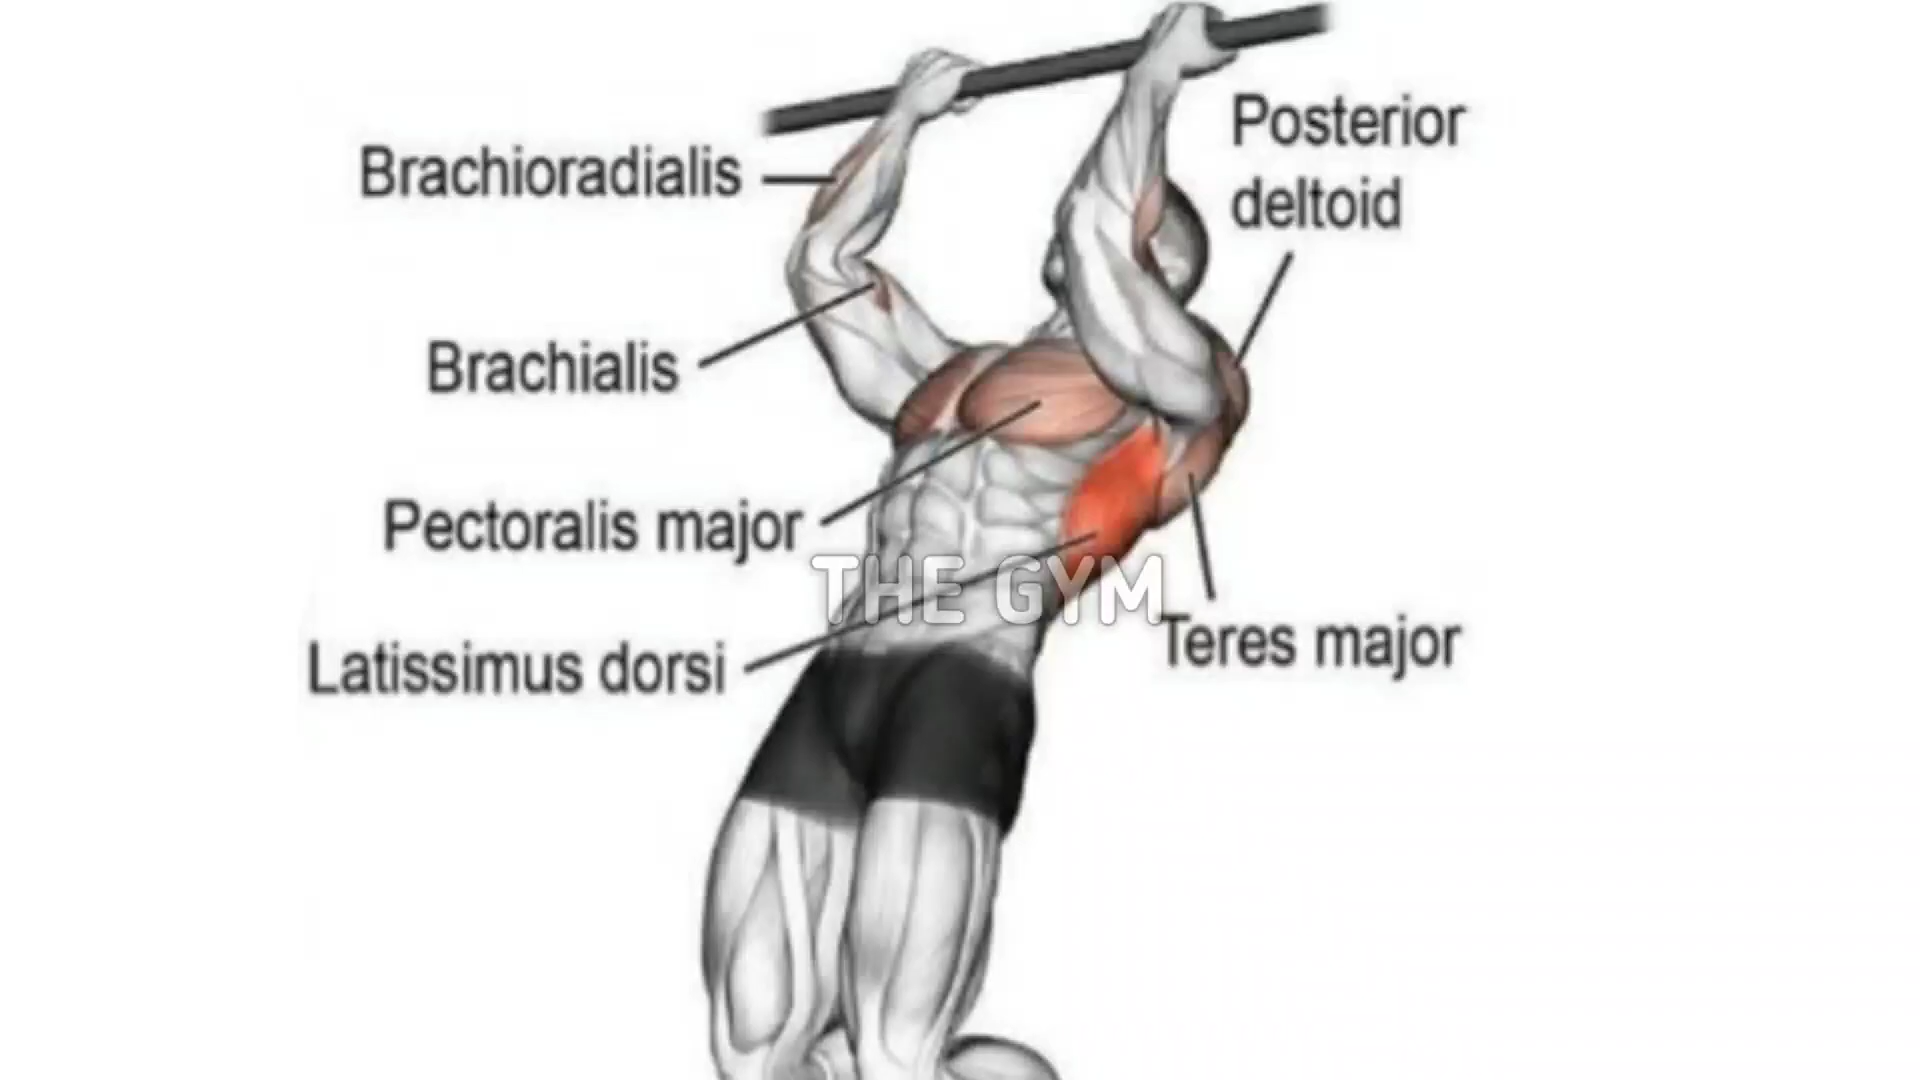 Posterior
deltoid
Brachioradialis
Brachialis
Pectoralis major
THE GYM
Teres major
Latissimus dorsi